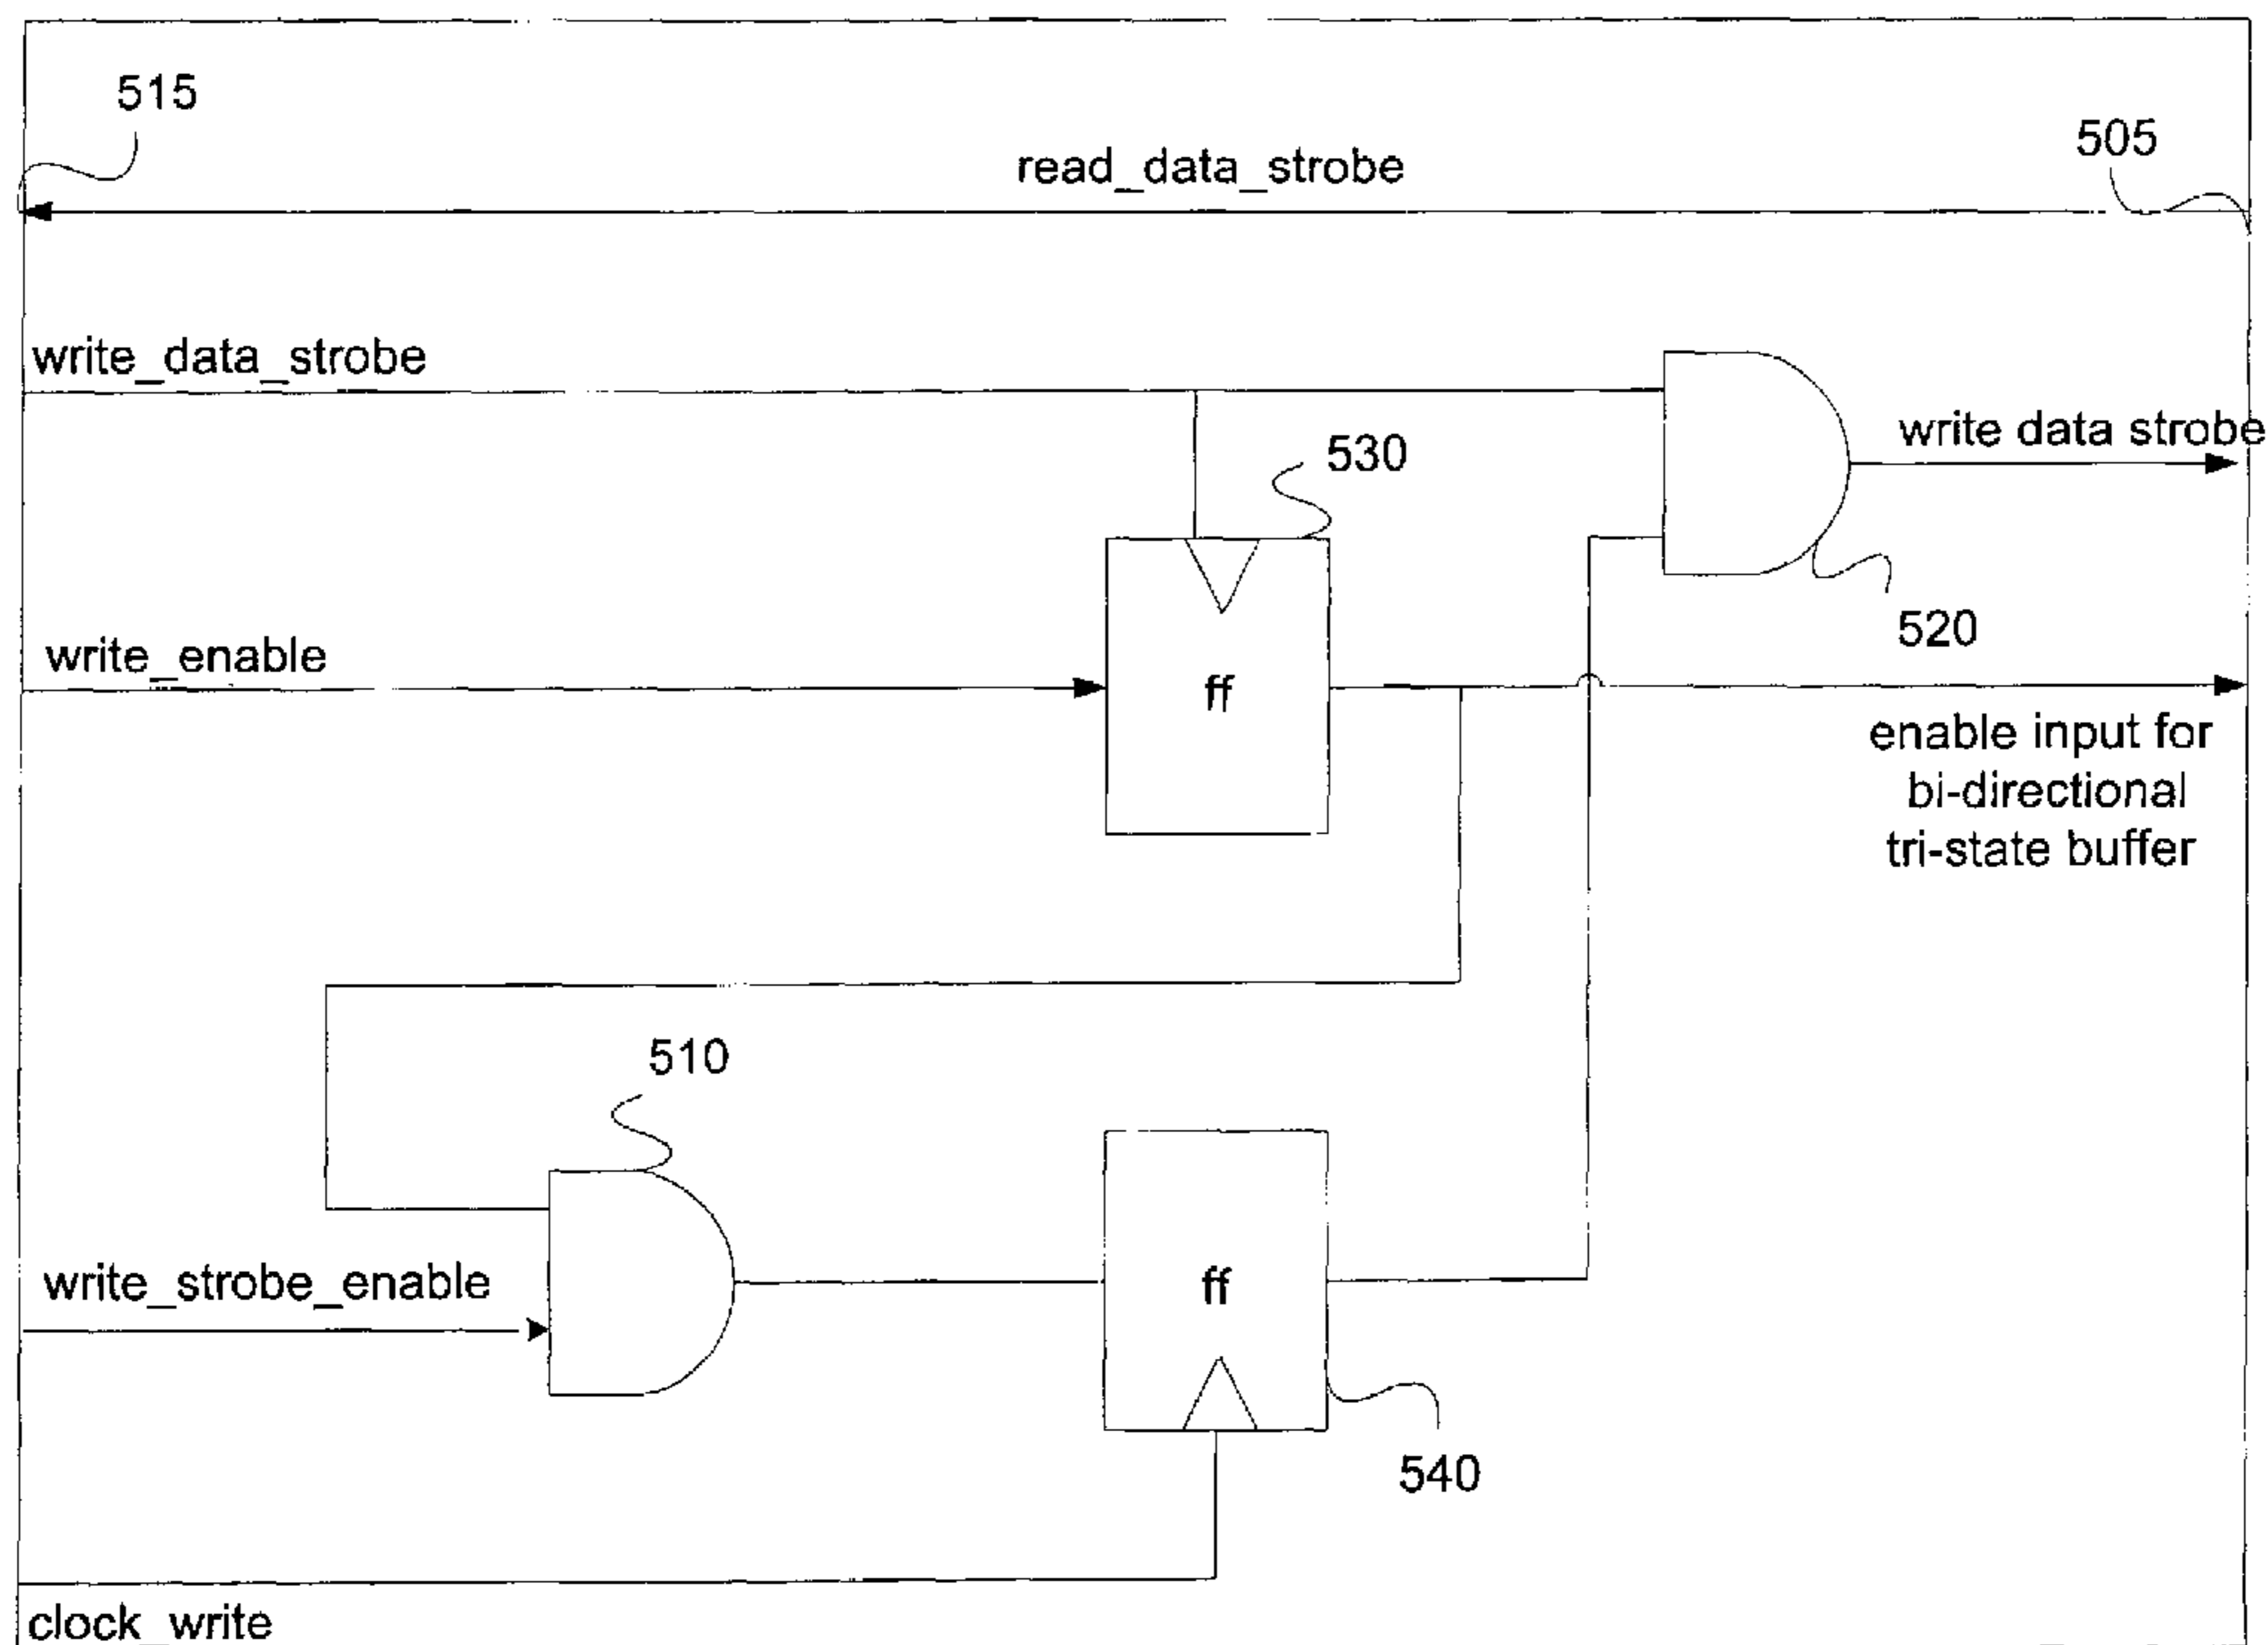 515
505
read_data_strobe
write_data_strobe
write data strobe
530
520
write_enable
ff
enable input for
bi-directional
tri-state buffer
510
write_strobe_enable
ff
540
clock_write